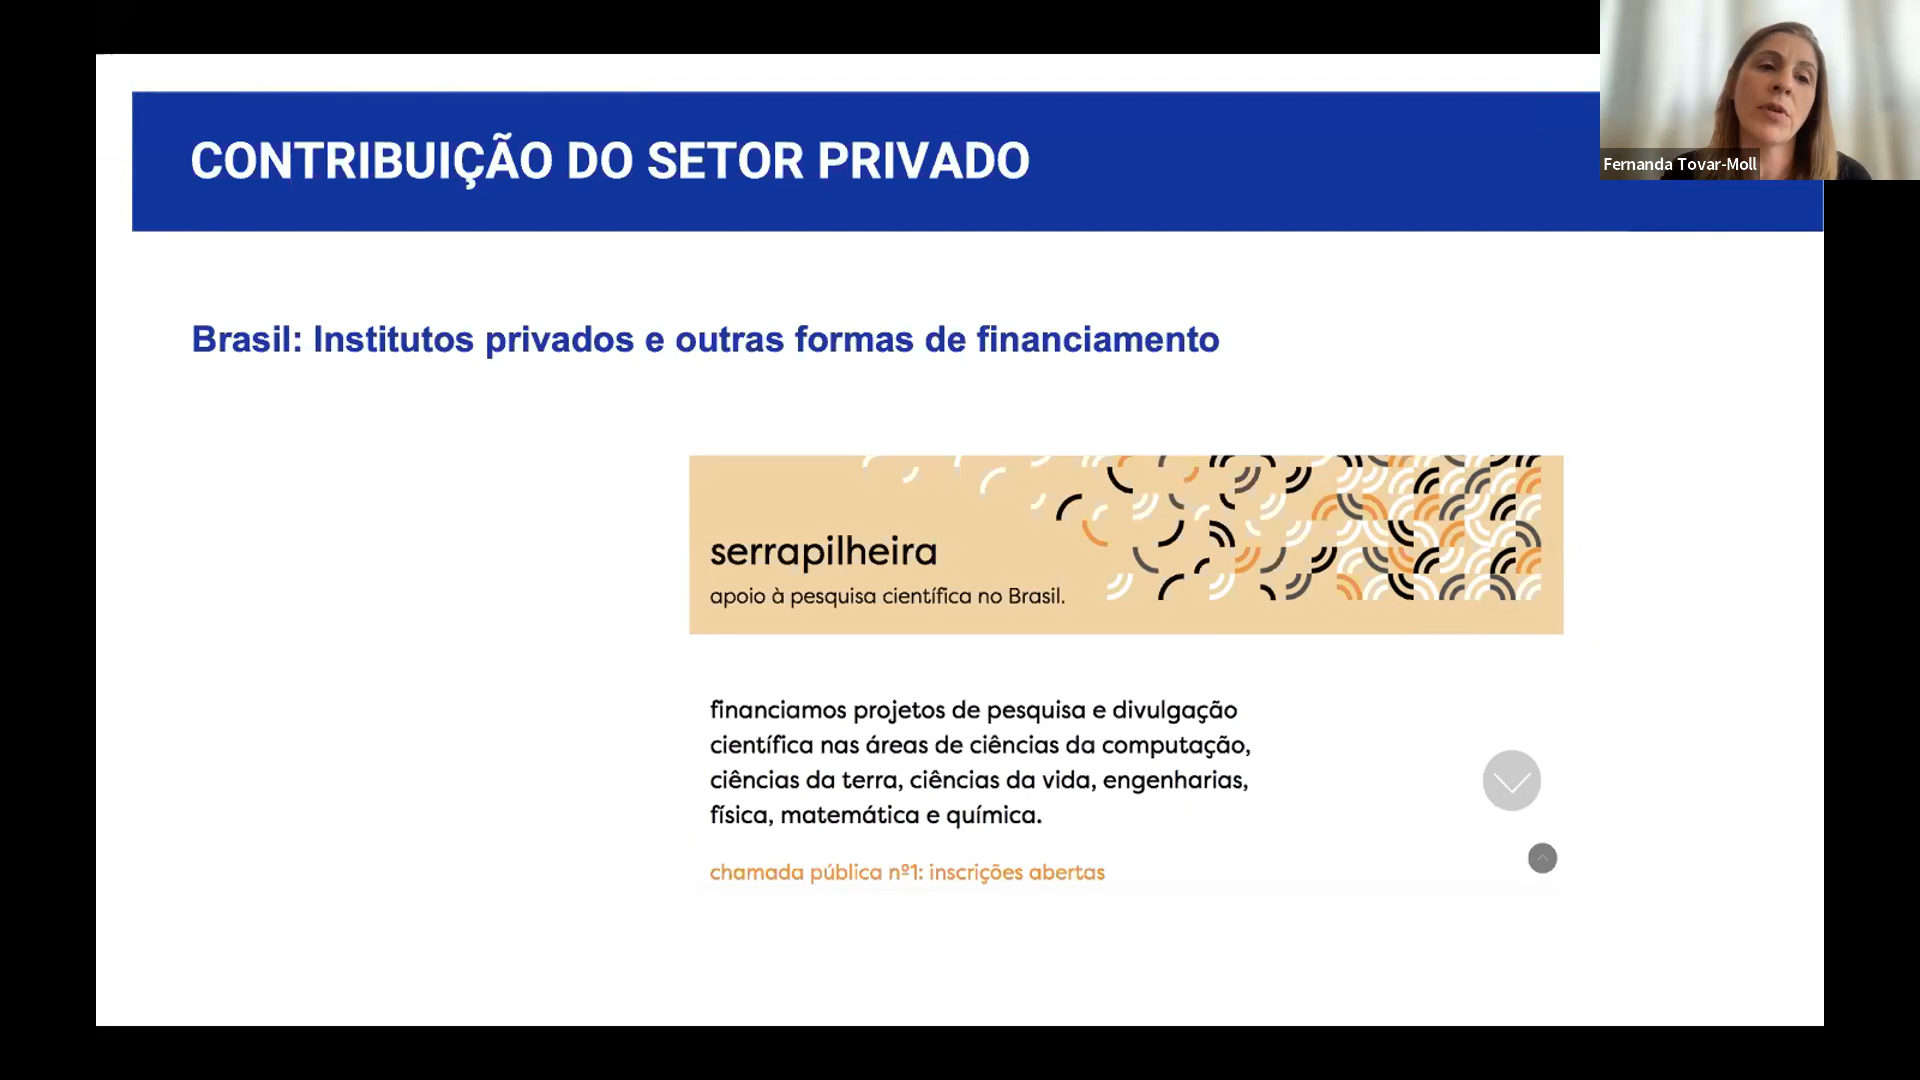 CONTRIBUIÇÃO DO SETOR PRIVADO
Fernanda Tovar-Moll
Brasil: Institutos privados e outras formas de financiamento
serrapilheira
apoio à pesquisa científica no Brasil.
financiamos projetos de pesquisa e divulgação
científica nas áreas de ciências da computação,
ciências da terra, ciências da vida, engenharias,
física, matemática e química.
chamada pública nº1: inscrições abertas